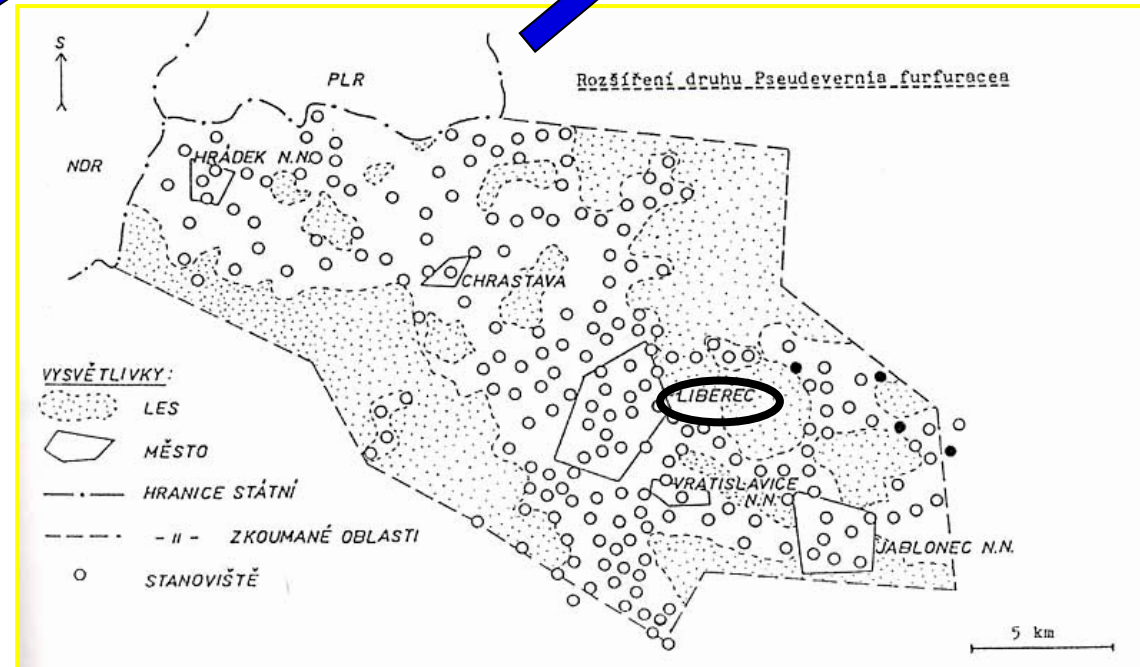 S
PLR
Rozšíření druhu Pseudevernia furfuracea
NDR
HRÁDEK N.N.
CHRASTAVA
LIBEREC
VRATISLAVICE
N.N.
JABLONEC N.N.
VYSVĚTLIVKY:
LES
MĚSTO
HRANICE STÁTNÍ
- II - ZKOUMANÉ OBLASTI
STANOVIŠTĚ
5 km